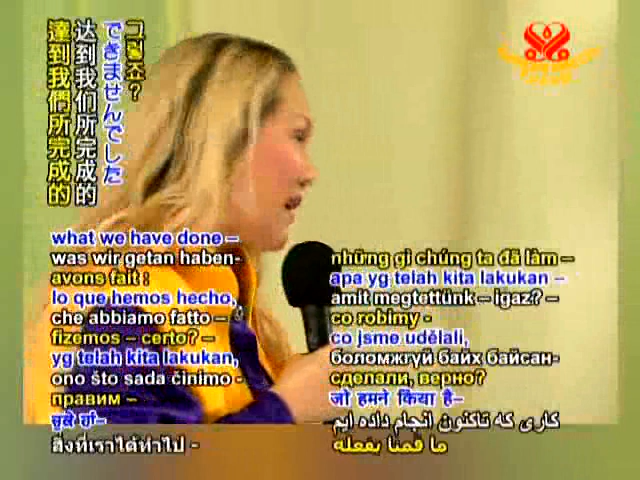 達到我們所完成的
达到我们所完成的
できませんでした
그렇죠?
what we have done –
was wir getan haben-
avons fait :
lo que hemos hecho,
che abbiamo fatto –
fizemos – certo? –
yg telah kita lakukan,
ono što sada činimo -
правим –
สิ่งที่เราได้ทำไป -
những gì chúng ta đã làm –
apa yg telah kita lakukan –
amit megtettünk – igaz? –
co robimy -
co jsme udělali,
боломжгүй байх байсан-
сделали, верно?
जो हमने किया है–
کاری که تاکنون انجام داده ایم
ما قمنا بفعله